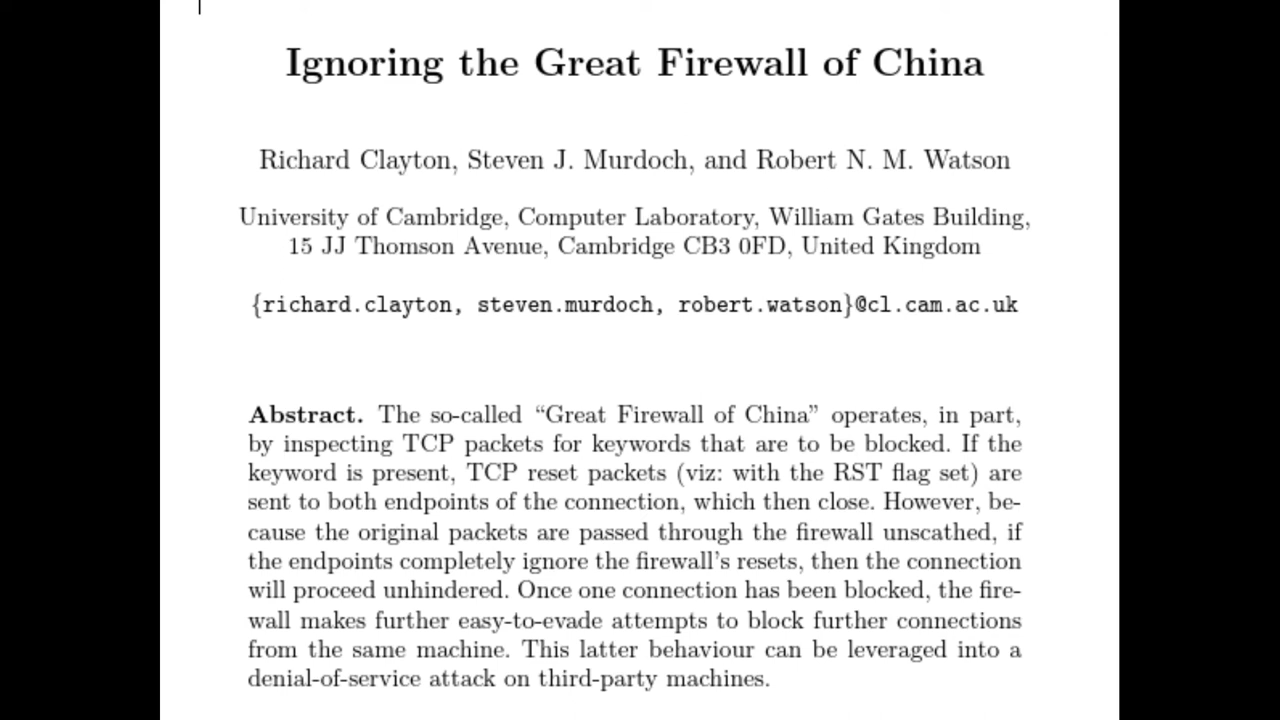 Ignoring the Great Firewall of China
Richard Clayton, Steven J. Murdoch, and Robert N. M. Watson
University of Cambridge, Computer Laboratory, William Gates Building,
15 JJ Thomson Avenue, Cambridge CB3 0FD, United Kingdom
{richard.clayton, steven.murdoch, robert.watson}@cl.cam.ac.uk
Abstract. The so-called “Great Firewall of China” operates, in part,
by inspecting TCP packets for keywords that are to be blocked. If the
keyword is present, TCP reset packets (viz: with the RST flag set) are
sent to both endpoints of the connection, which then close. However, be-
cause the original packets are passed through the firewall unscathed, if
the endpoints completely ignore the firewall’s resets, then the connection
will proceed unhindered. Once one connection has been blocked, the fire-
wall makes further easy-to-evade attempts to block further connections
from the same machine. This latter behaviour can be leveraged into a
denial-of-service attack on third-party machines.